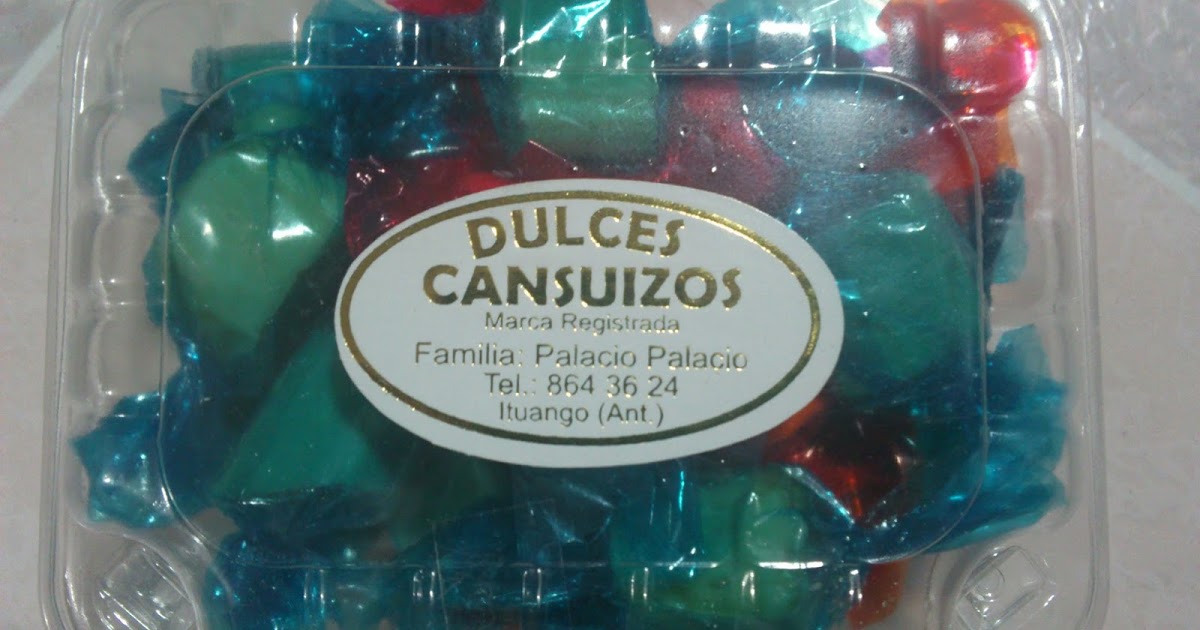 DULCES
CANSUIZOS
Marca Registrada
Familia: Palacio Palacio
Tel.: 864 36 24
Ituango (Ant.)